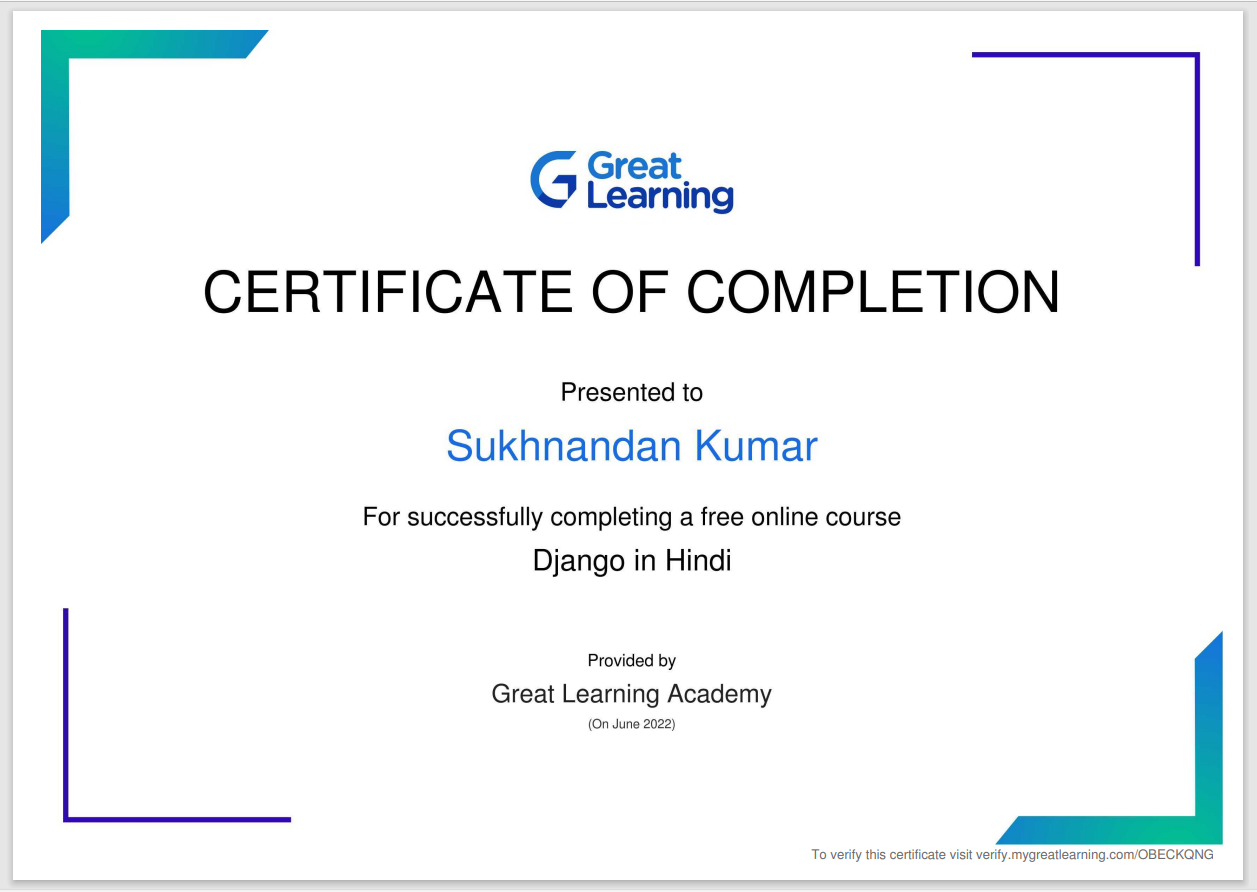 Great
Learning
CERTIFICATE OF COMPLETION
Presented to
Sukhnandan Kumar
For successfully completing a free online course
Django in Hindi
Provided by
Great Learning Academy
(On June 2022)
To verify this certificate visit verify.mygreatlearning.com/OBECKQNG